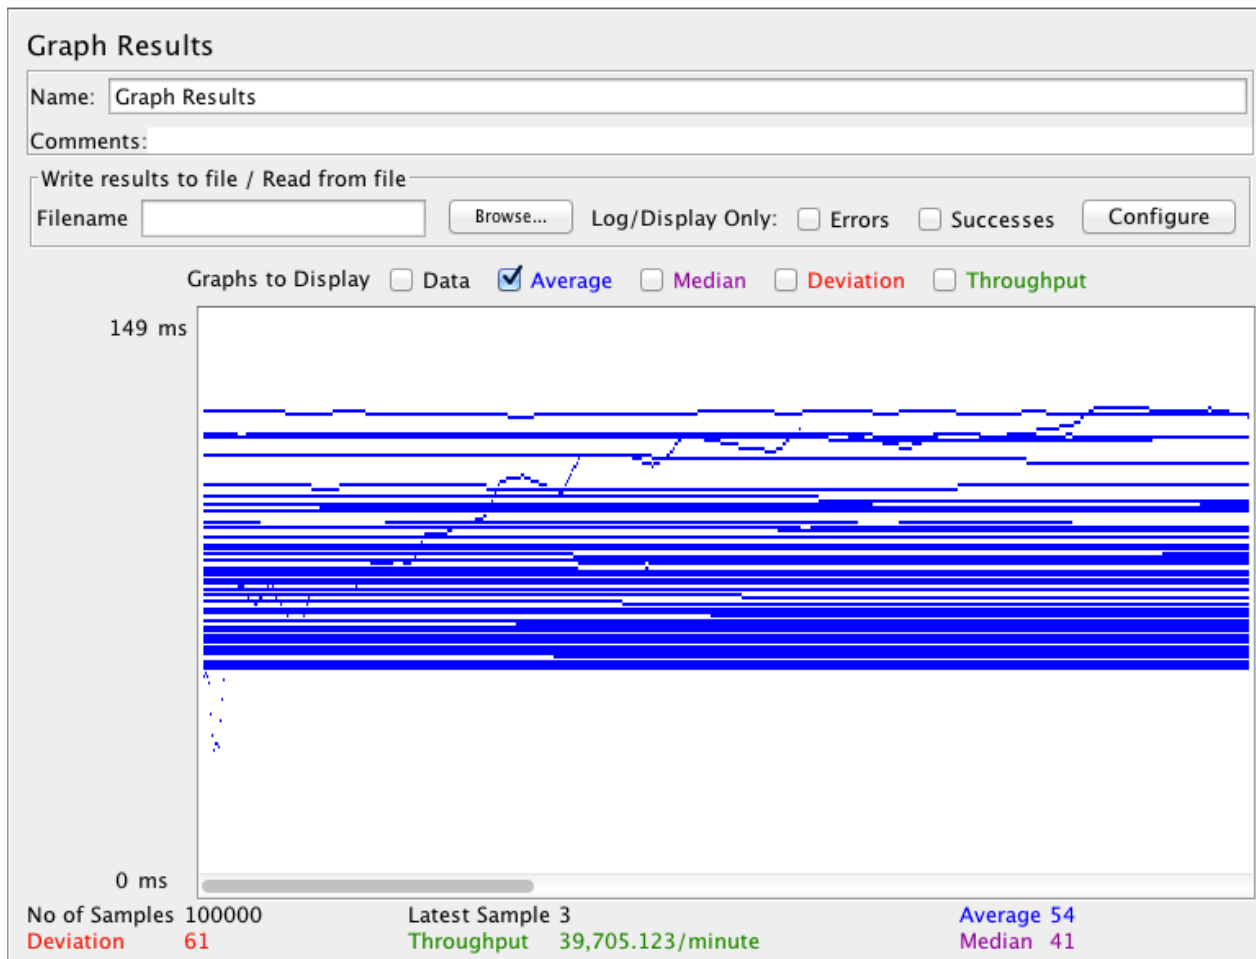 Graph Results
Name: Graph Results
Comments:
Write results to file / Read from file
Filename Browse... Log/Display Only: Errors Successes Configure
Graphs to Display Data Average Median Deviation Throughput
149 ms
0 ms
No of Samples 100000 Latest Sample 3 Average 54
Deviation 61 Throughput 39,705.123/minute Median 41